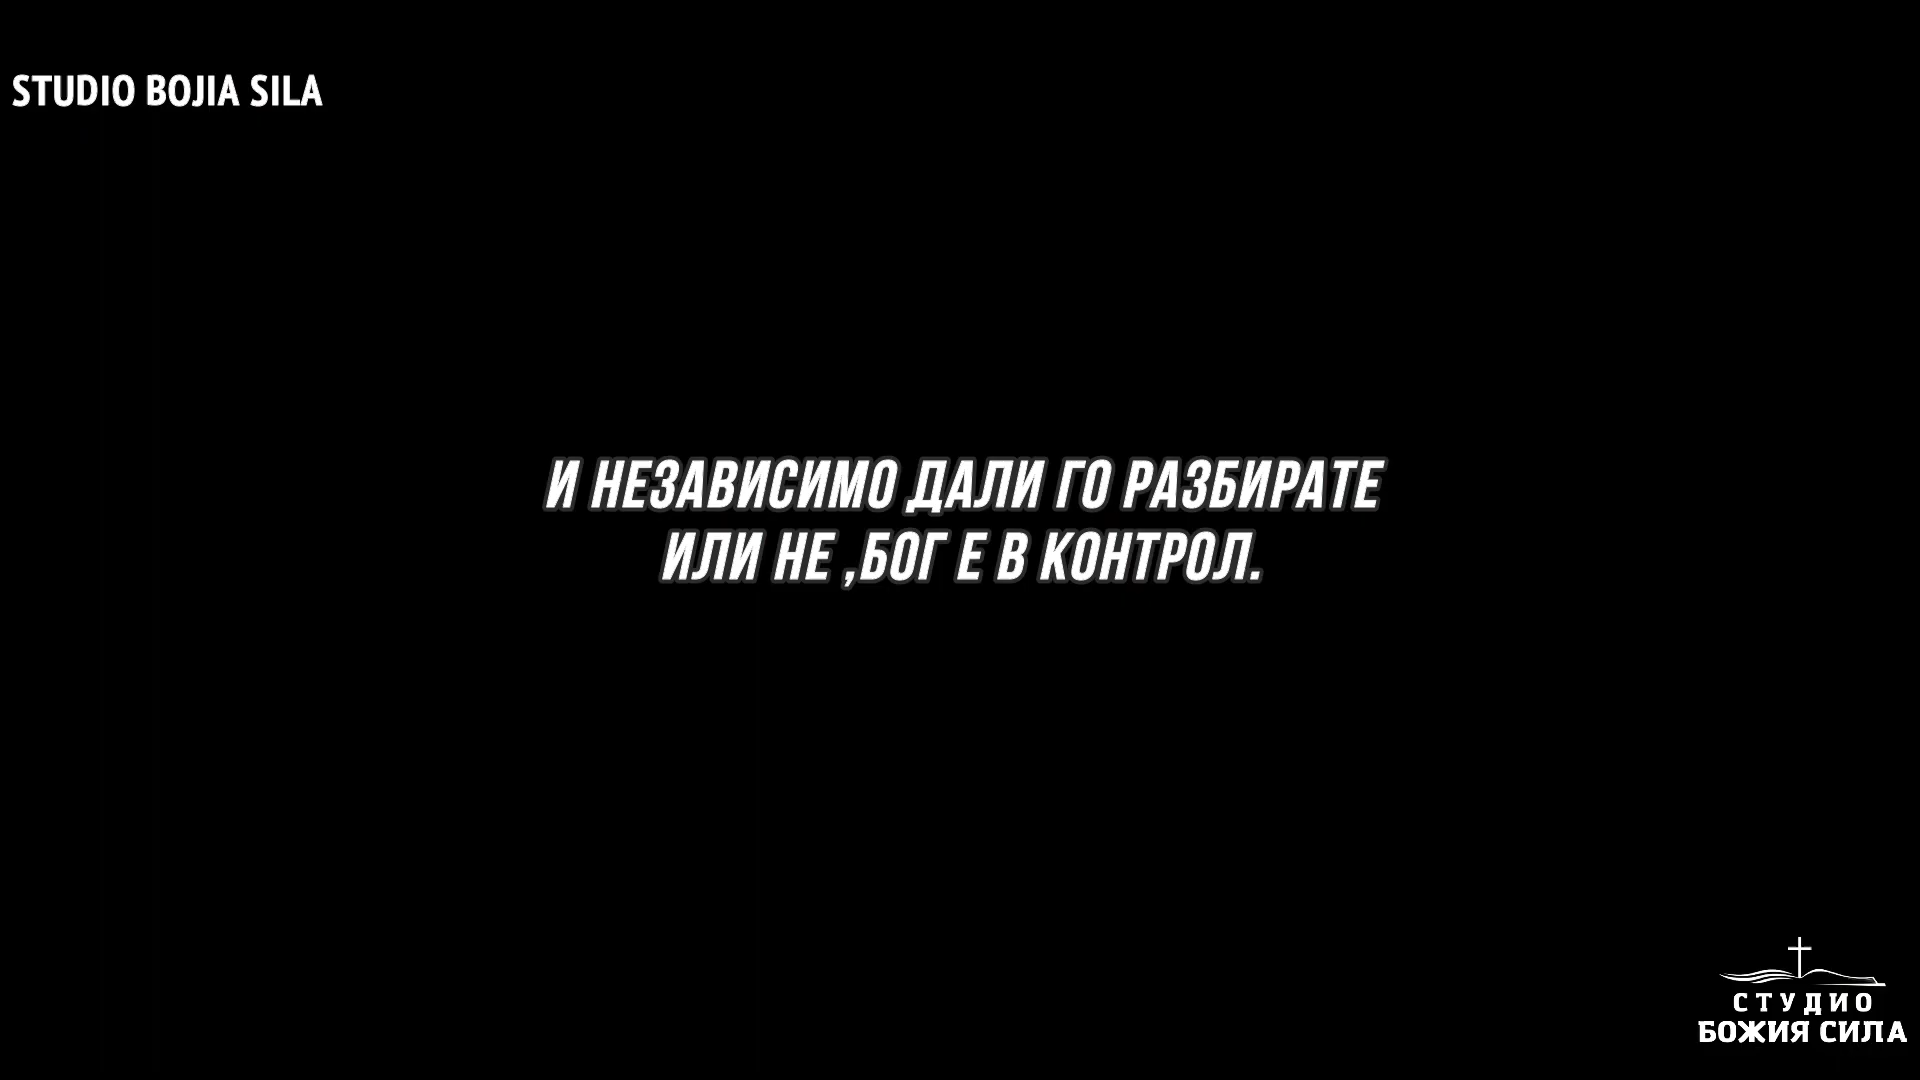 STUDIO BOJIA SILA
И НЕЗАВИСИМО ДАЛИ ГО РАЗБИРАТЕ
ИЛИ НЕ ,БОГ Е В КОНТРОЛ.
СТУДИО
БОЖИЯ СИЛА